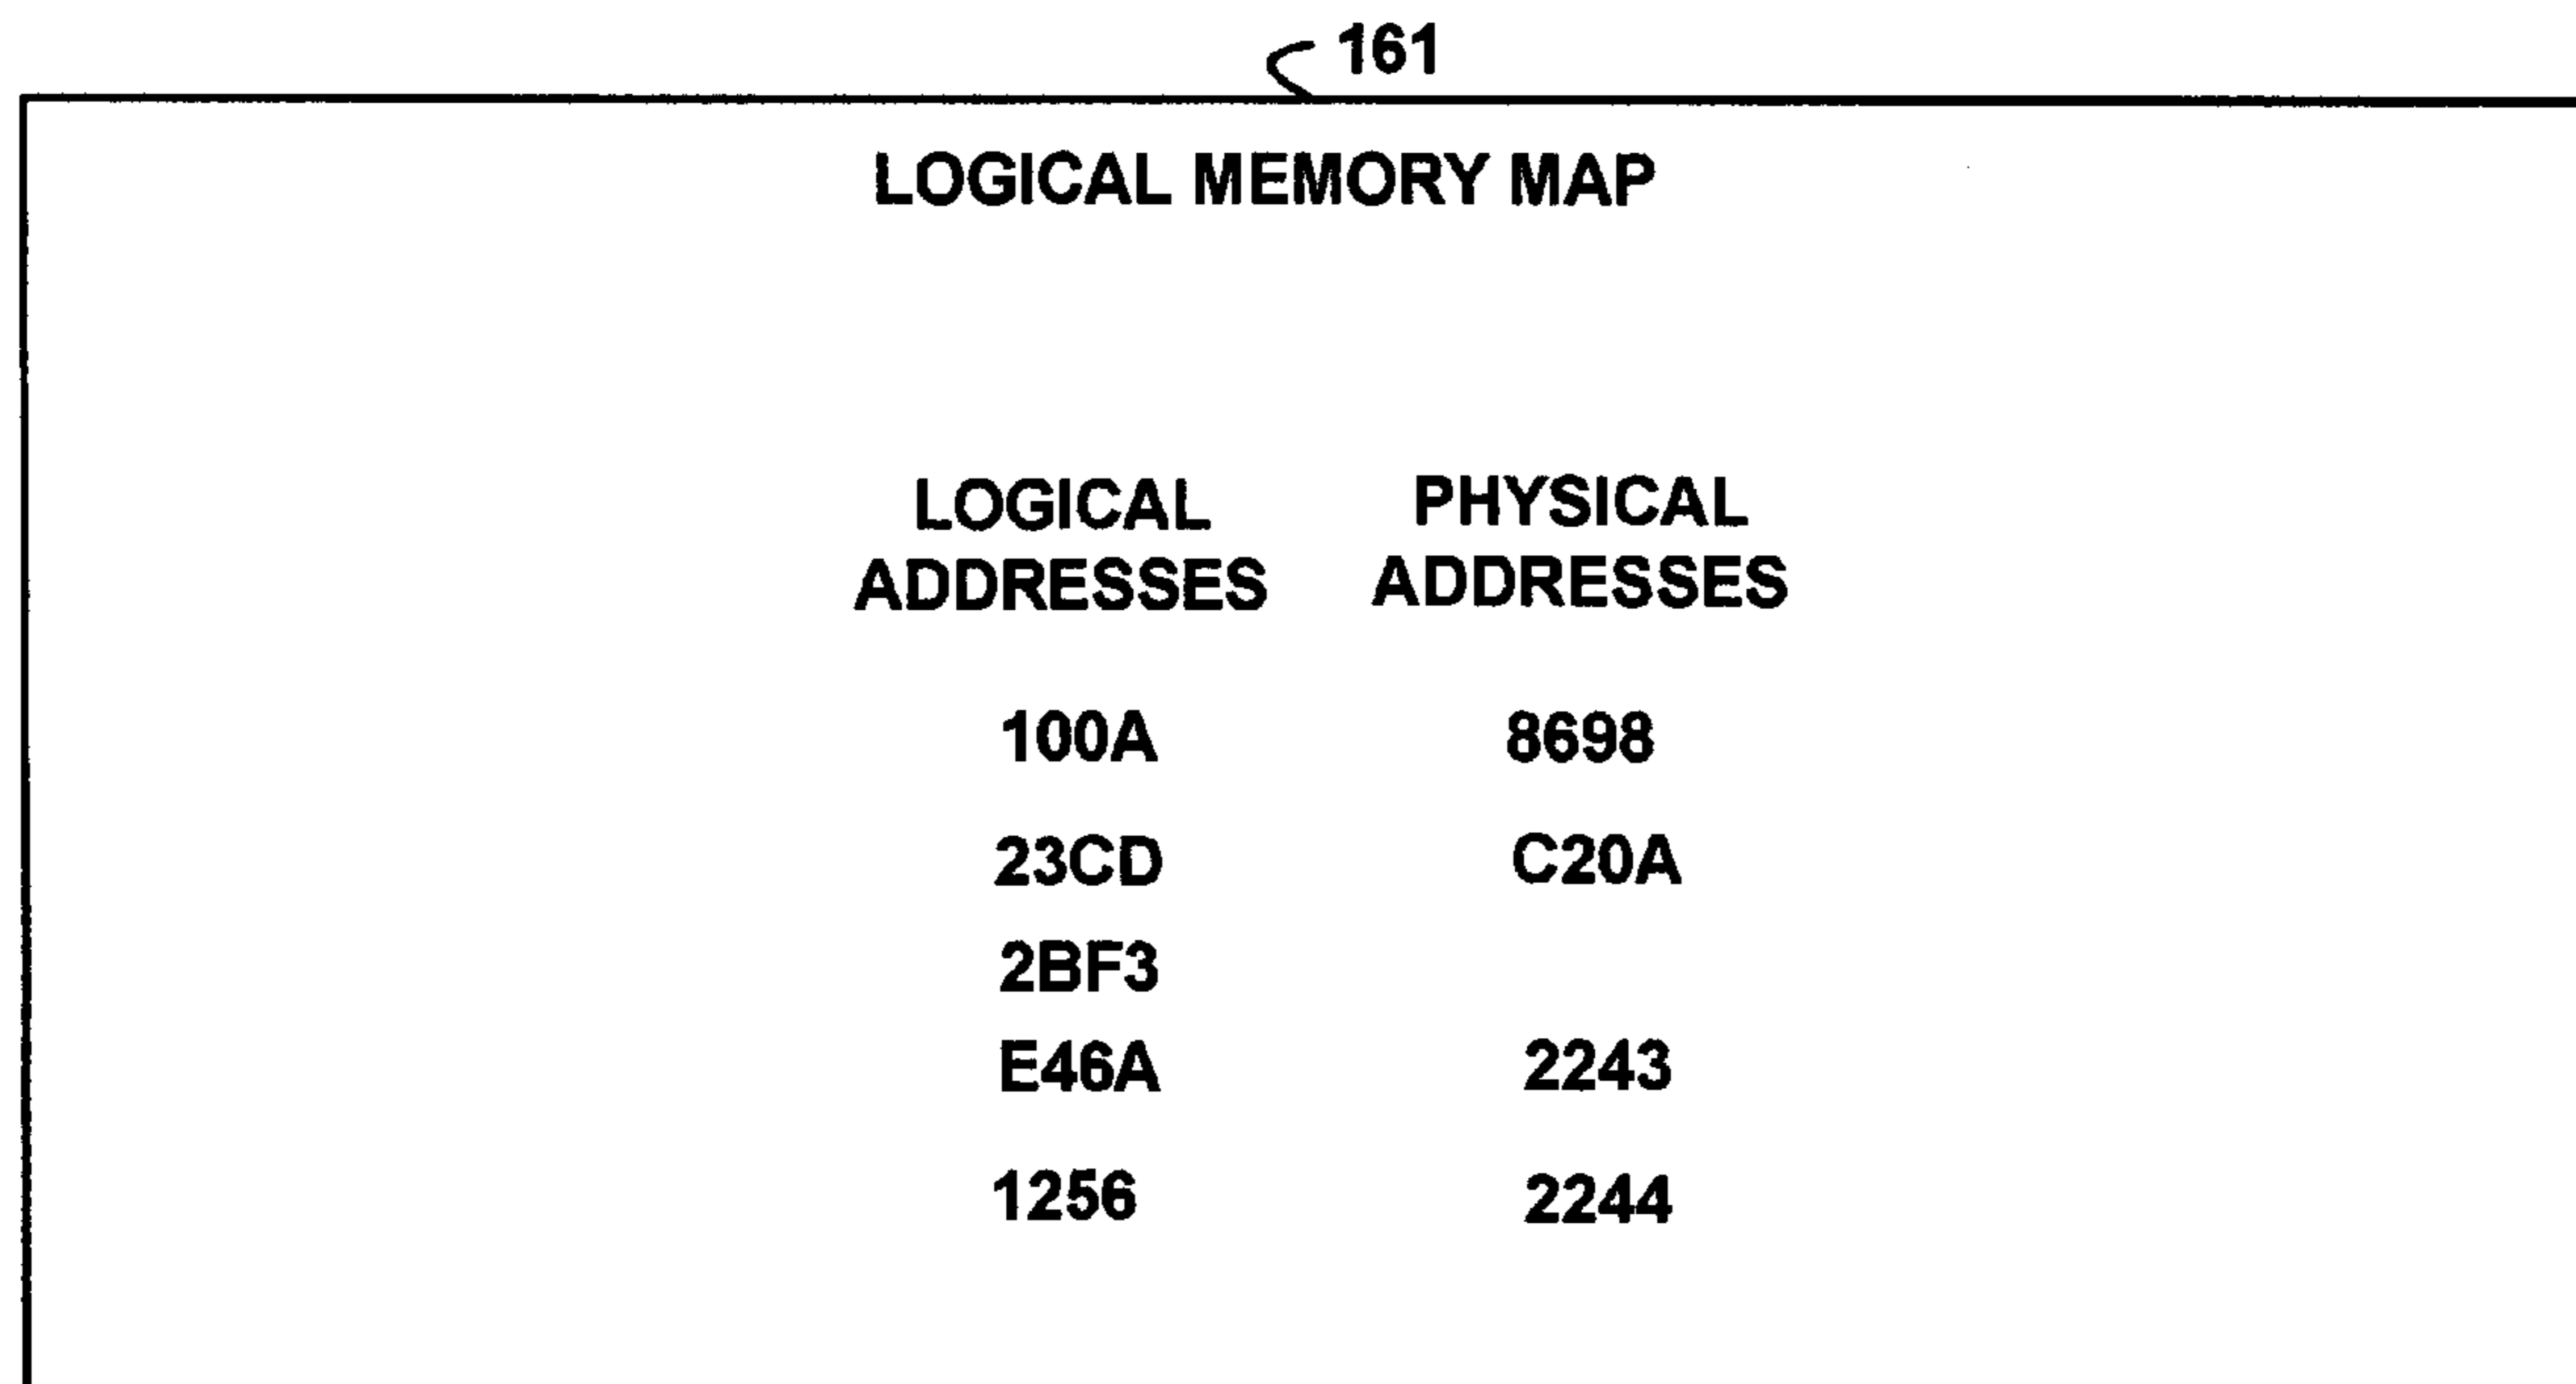 161
LOGICAL MEMORY MAP
LOGICAL PHYSICAL
ADDRESSES ADDRESSES
100A 8698
23CD C20A
2BF3
E46A 2243
1256 2244